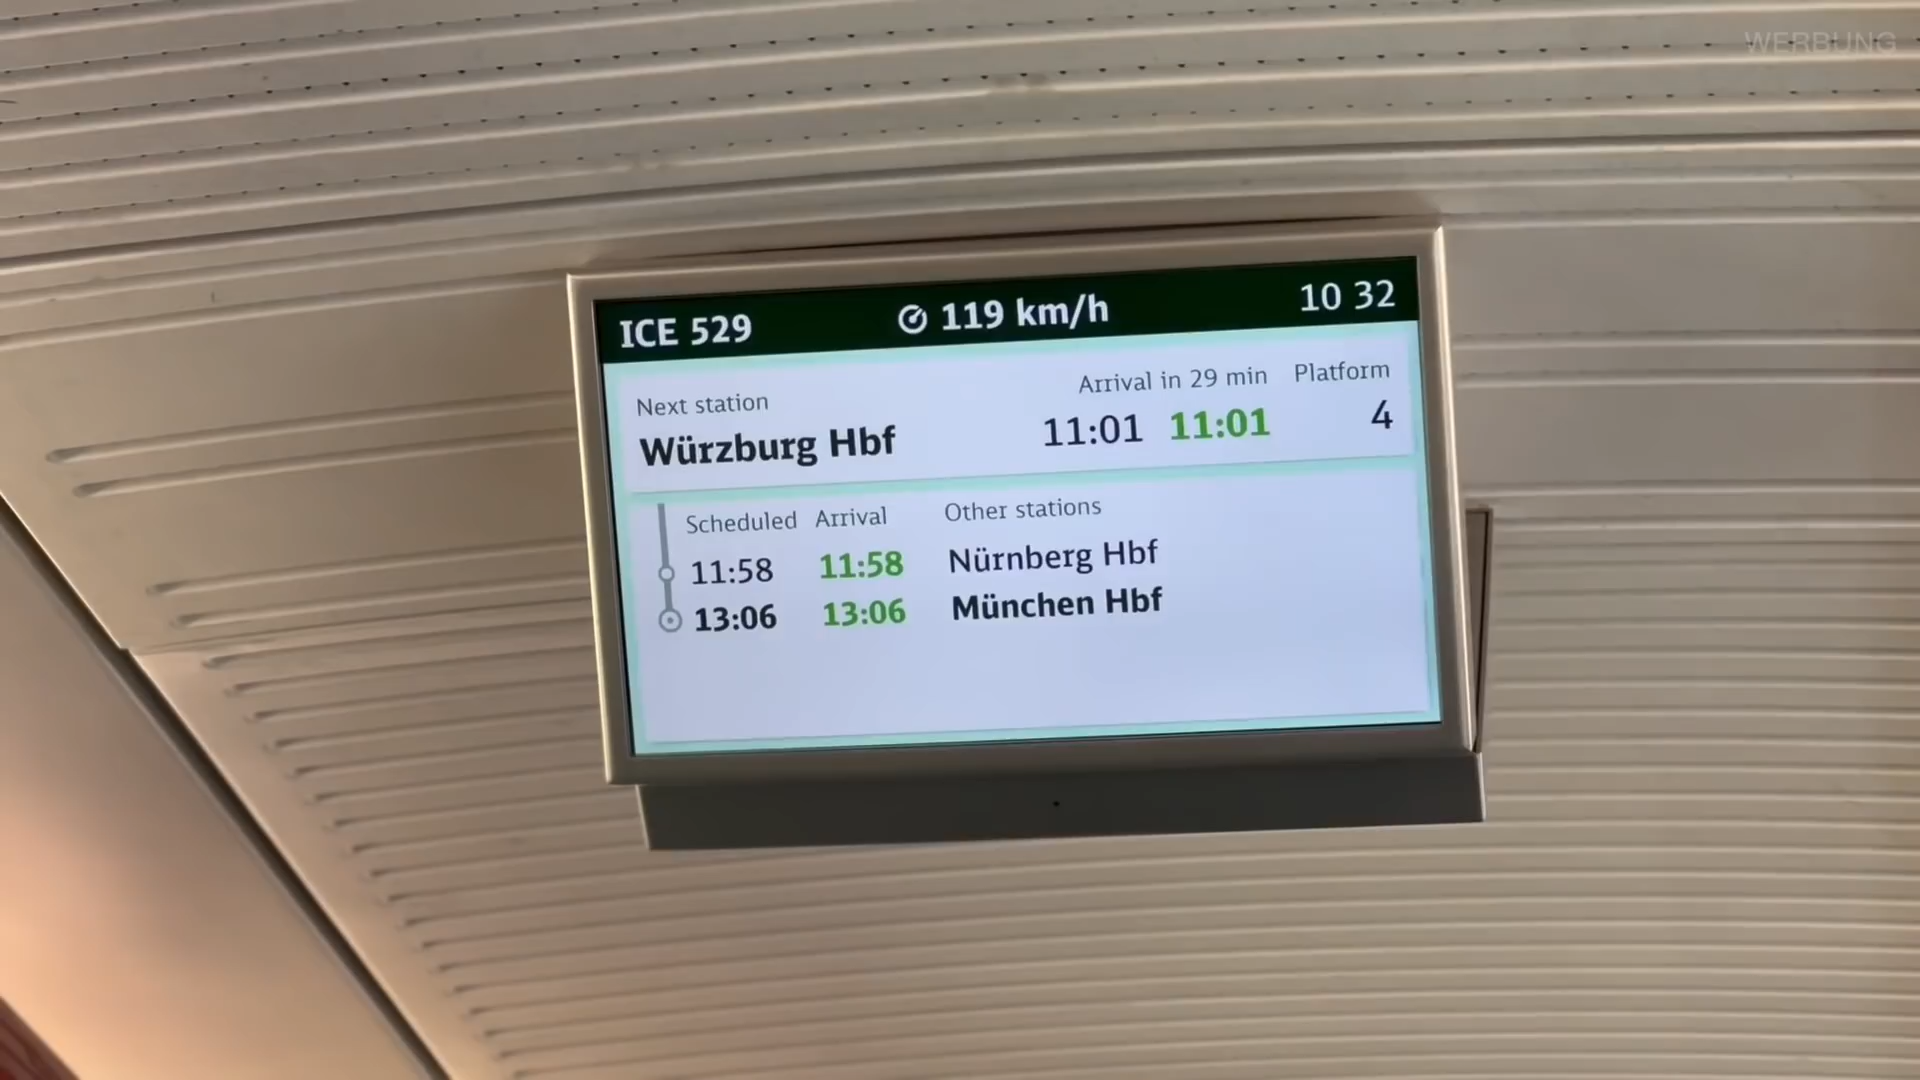 WERBUNG
ICE 529 119 km/h 10 32
Arrival in 29 min Platform
Next station
Würzburg Hbf 11:01 11:01 4
Scheduled Arrival Other stations
11:58 11:58 Nürnberg Hbf
13:06 13:06 München Hbf